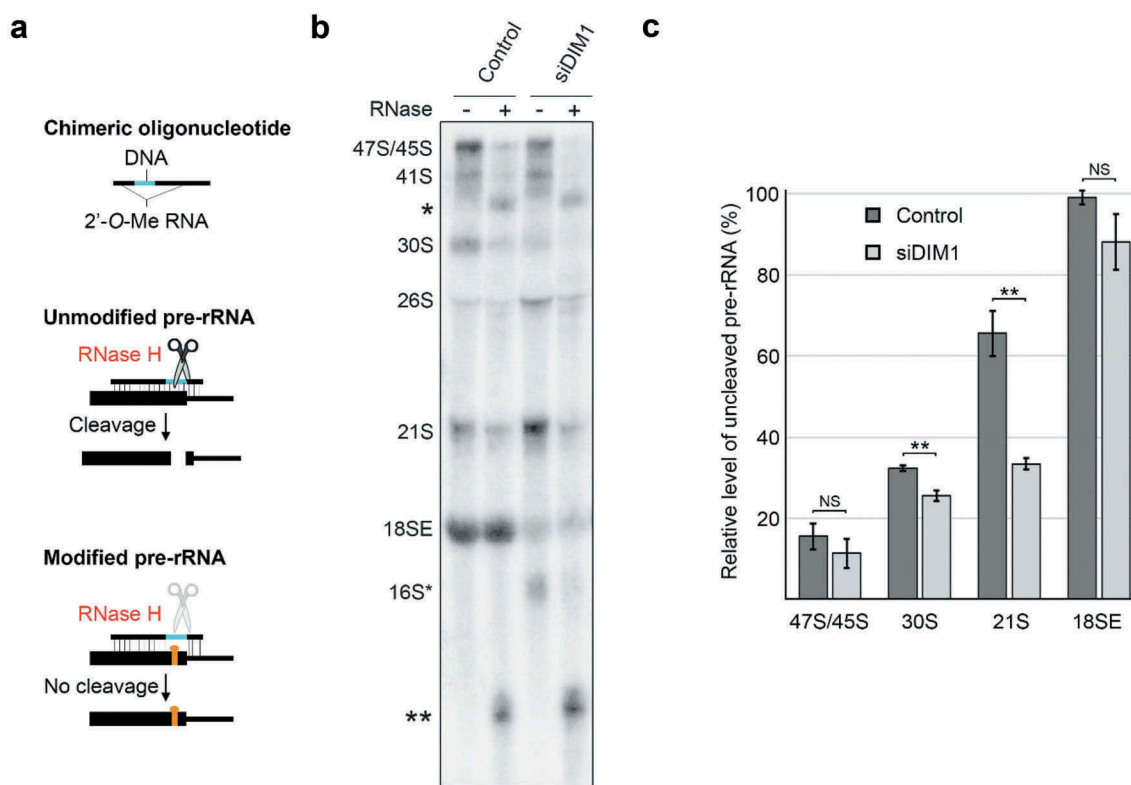 a
Chimeric oligonucleotide
DNA
2'-O-Me RNA
Unmodified pre-rRNA
RNase H
Cleavage
Modified pre-rRNA
RNase H
No cleavage
b
Control
siDIM1
RNase - + - +
47S/45S
41S
*
30S
26S
21S
18SE
16S*
**
c
Relative level of uncleaved pre-rRNA (%)
100
80
60
40
20
Control
siDIM1
NS
**
**
NS
47S/45S 30S 21S 18SE